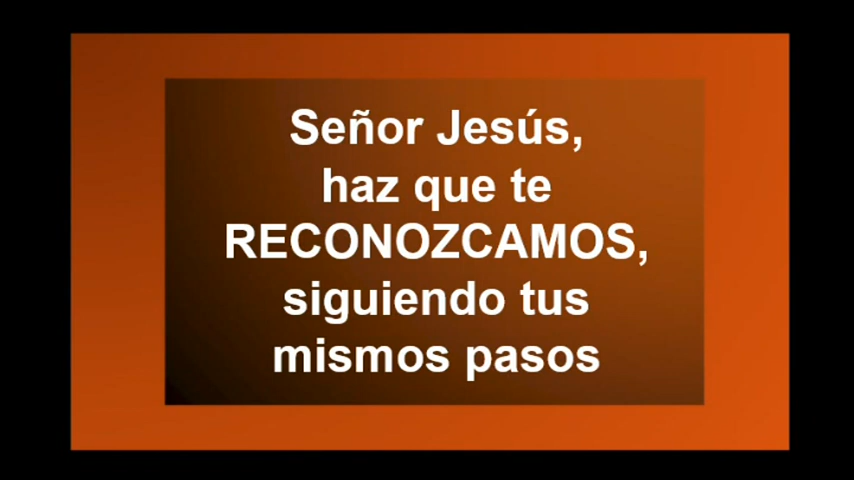 Señor Jesús,
haz que te
RECONOZCAMOS,
siguiendo tus
mismos pasos